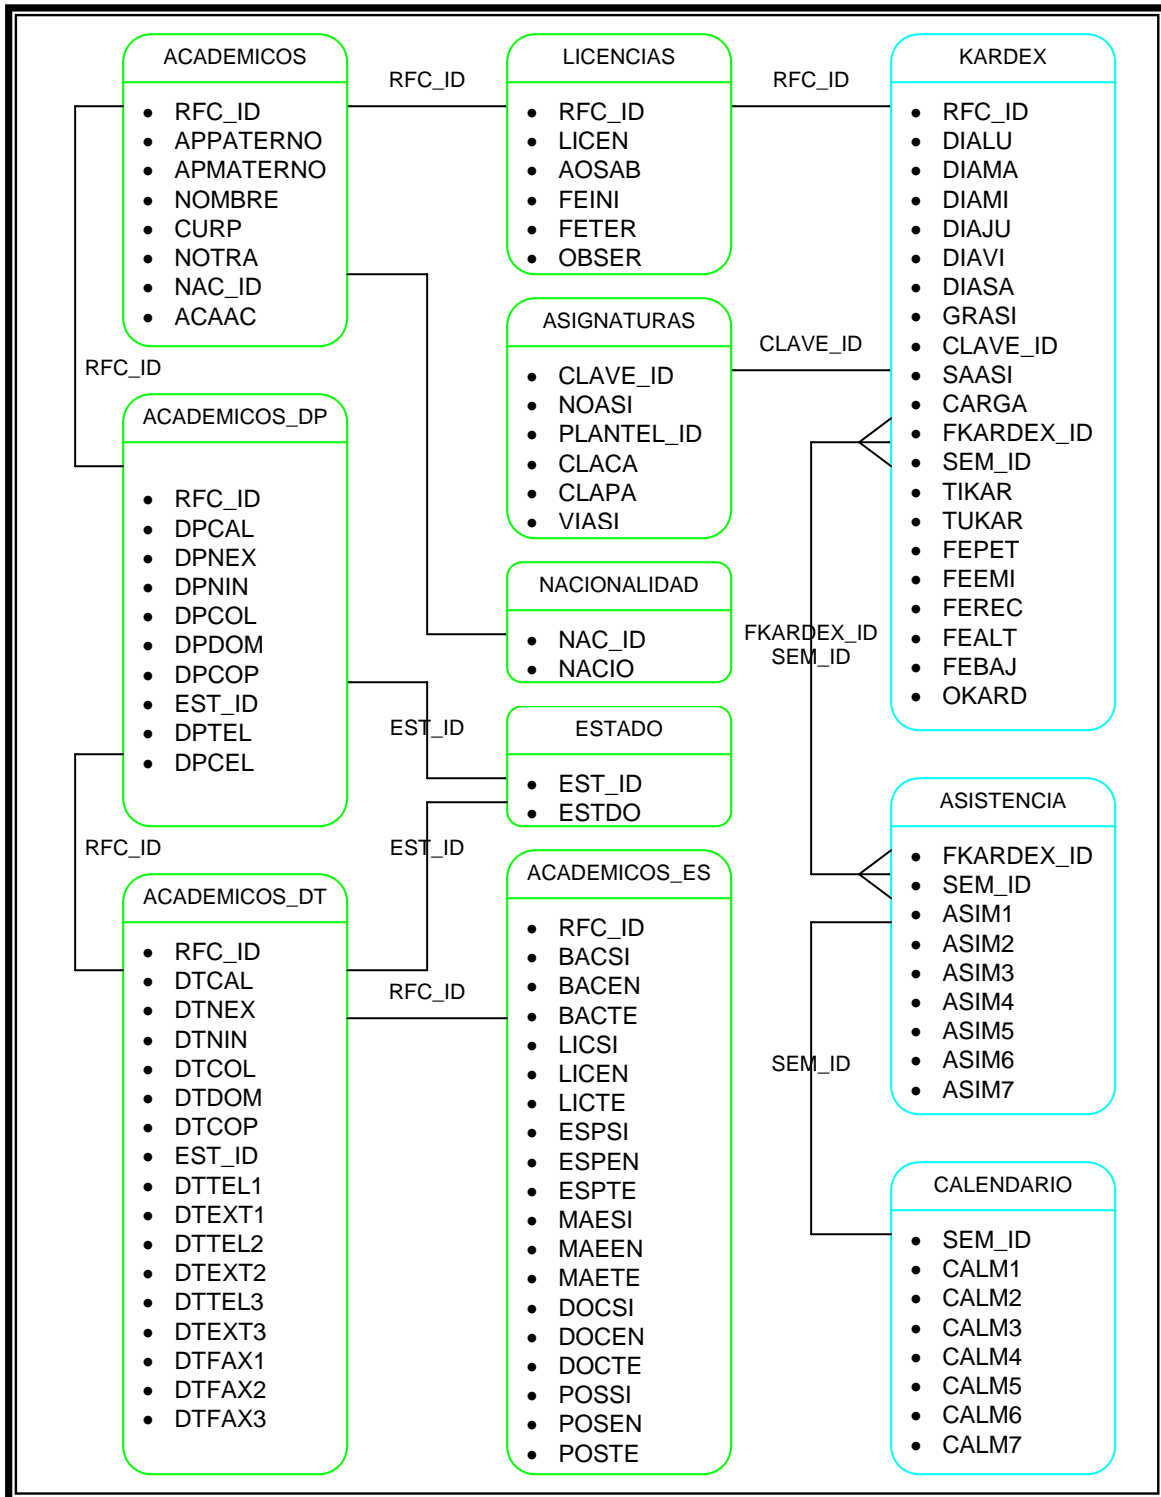 ACADEMICOS
• RFC_ID
• APPATERNO
• APMATERNO
• NOMBRE
• CURP
• NOTRA
• NAC_ID
• ACAAC
RFC_ID
LICENCIAS
• RFC_ID
• LICEN
• AOSAB
• FEINI
• FETER
• OBSER
RFC_ID
KARDEX
• RFC_ID
• DIALU
• DIAMA
• DIAMI
• DIAJU
• DIAVI
• DIASA
• GRASI
• CLAVE_ID
• SAASI
• CARGA
• FKARDEX_ID
• SEM_ID
• TIKAR
• TUKAR
• FEPET
• FEEMI
• FEREC
• FEALT
• FEBAJ
• OKARD
ASIGNATURAS
• CLAVE_ID
• NOASI
• PLANTEL_ID
• CLACA
• CLAPA
• VIASI
CLAVE_ID
RFC_ID
ACADEMICOS_DP
• RFC_ID
• DPCAL
• DPNEX
• DPNIN
• DPCOL
• DPDOM
• DPCOP
• EST_ID
• DPTEL
• DPCEL
NACIONALIDAD
• NAC_ID
• NACIO
FKARDEX_ID
SEM_ID
EST_ID
ESTADO
• EST_ID
• ESTDO
EST_ID
RFC_ID
ACADEMICOS_DT
• RFC_ID
• DTCAL
• DTNEX
• DTNIN
• DTCOL
• DTDOM
• DTCOP
• EST_ID
• DTTEL1
• DTEXT1
• DTTEL2
• DTEXT2
• DTTEL3
• DTEXT3
• DTFAX1
• DTFAX2
• DTFAX3
RFC_ID
ACADEMICOS_ES
• RFC_ID
• BACSI
• BACEN
• BACTE
• LICSI
• LICEN
• LICTE
• ESPSI
• ESPEN
• ESPTE
• MAESI
• MAEEN
• MAETE
• DOCSI
• DOCEN
• DOCTE
• POSSI
• POSEN
• POSTE
ASISTENCIA
• FKARDEX_ID
• SEM_ID
• ASIM1
• ASIM2
• ASIM3
• ASIM4
• ASIM5
• ASIM6
• ASIM7
SEM_ID
CALENDARIO
• SEM_ID
• CALM1
• CALM2
• CALM3
• CALM4
• CALM5
• CALM6
• CALM7